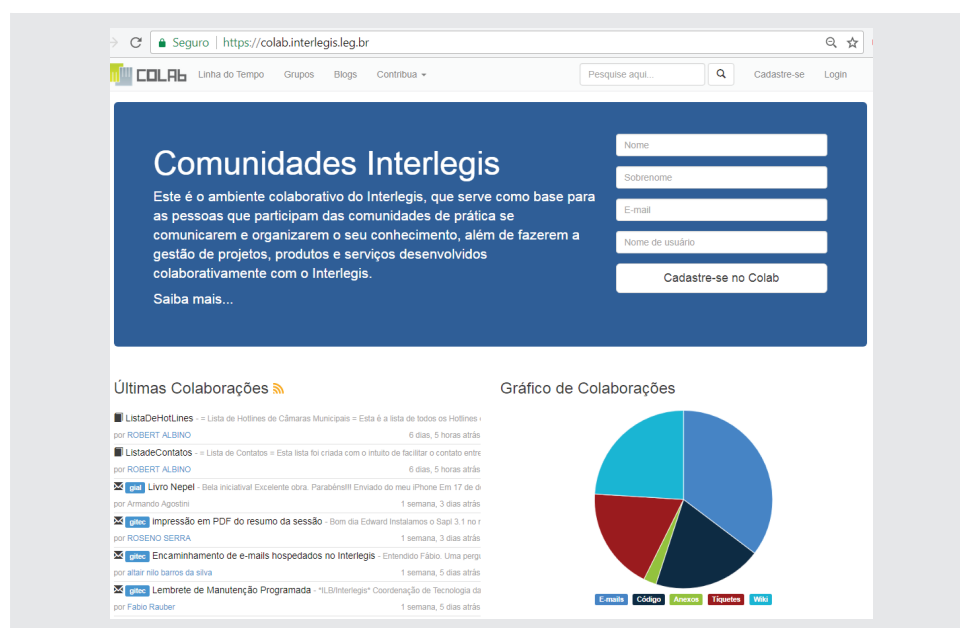 Seguro | https://colab.interlegis.leg.br
COLAb Linha do Tempo Grupos Blogs Contribua Pesquise aqui... Cadastre-se Login
Comunidades Interlegis
Este é o ambiente colaborativo do Interlegis, que serve como base para
as pessoas que participam das comunidades de prática se
comunicarem e organizarem o seu conhecimento, além de fazerem a
gestão de projetos, produtos e serviços desenvolvidos
colaborativamente com o Interlegis.
Saiba mais...
Nome
Sobrenome
E-mail
Nome de usuário
Cadastre-se no Colab
Últimas Colaborações
ListaDeHotLines - = Lista de Hotlines de Câmaras Municipais = Esta é a lista de todos os Hotlines
por ROBERT ALBINO 6 dias, 5 horas atrás
ListadeContatos - = Lista de Contatos = Esta lista foi criada com o intuito de facilitar o contato entre
por ROBERT ALBINO 6 dias, 5 horas atrás
gial Livro Nepel - Bela iniciativa! Excelente obra. Parabéns!!! Enviado do meu iPhone Em 17 de
por Armando Agostini 1 semana, 3 dias atrás
gitec impressão em PDF do resumo da sessão - Bom dia Edward Instalamos o Sapl 3.1 no
por ROSENO SERRA 1 semana, 3 dias atrás
gitec Encaminhamento de e-mails hospedados no Interlegis - Entendido Fábio. Uma
por altair nilo barros da silva 1 semana, 5 dias atrás
gitec Lembrete de Manutenção Programada - *ILB/Interlegis* Coordenação de Tecnologia da
por Fabio Rauber 1 semana, 5 dias atrás
Gráfico de Colaborações
E-mails Código Anexos Tíquetes Wiki